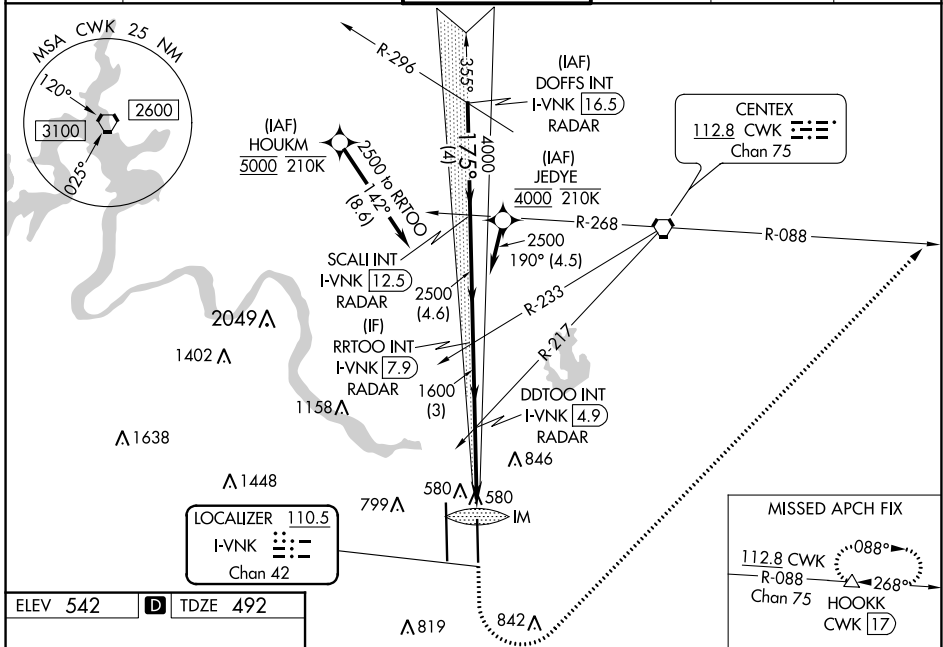 MSA CWK 25 NM
120°
2600
3100
025°
R-296
355°
(IAF)
DOFFS INT
I-VNK 16.5
RADAR
CENTEX
112.8 CWK
Chan 75
(IAF)
HOUKM
5000 210K
2500 to RRTOO
142°
(8.6)
(4)
175°
4000
(IAF)
JEDYE
4000 210K
R-268
R-088
2500
190° (4.5)
SCALI INT
I-VNK 12.5
RADAR
2500
(4.6)
R-233
R-217
(IF)
RRTOO INT
I-VNK 7.9
RADAR
1600
(3)
DDTOO INT
I-VNK 4.9
RADAR
2049
1402
1158
1638
1448
846
799
580
580
IM
LOCALIZER 110.5
I-VNK
Chan 42
MISSED APCH FIX
088°
112.8 CWK
R-088
Chan 75
268°
HOOKK
CWK 17
ELEV 542 D TDZE 492
819
842